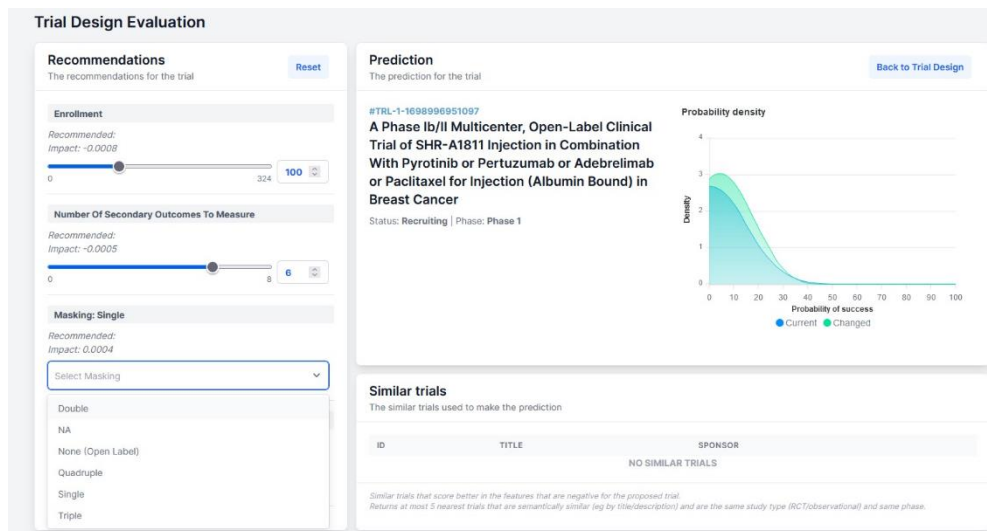 Trial Design Evaluation
Recommendations
The recommendations for the trial
Reset
Enrollment
Recommended:
Impact: -0.0008
0
324
100
Number Of Secondary Outcomes To Measure
Recommended:
Impact: -0.0005
0
8
6
Masking: Single
Recommended:
Impact: 0.0004
Select Masking
Double
NA
None (Open Label)
Quadruple
Single
Triple
Prediction
The prediction for the trial
Back to Trial Design
#TRL-1-1698996951097
A Phase Ib/II Multicenter, Open-Label Clinical
Trial of SHR-A1811 Injection in Combination
With Pyrotinib or Pertuzumab or Adebrelimab
or Paclitaxel for Injection (Albumin Bound) in
Breast Cancer
Status: Recruiting | Phase: Phase 1
Probability density
4
3
2
1
0
Density
0 10 20 30 40 50 60 70 80 90 100
Probability of success
Current Changed
Similar trials
The similar trials used to make the prediction
ID TITLE SPONSOR
NO SIMILAR TRIALS
Similar trials that score better in the features that are negative for the proposed trial.
Returns at most 5 nearest trials that are semantically similar (eg by title/description) and are the same study type (RCT/observational) and same phase.